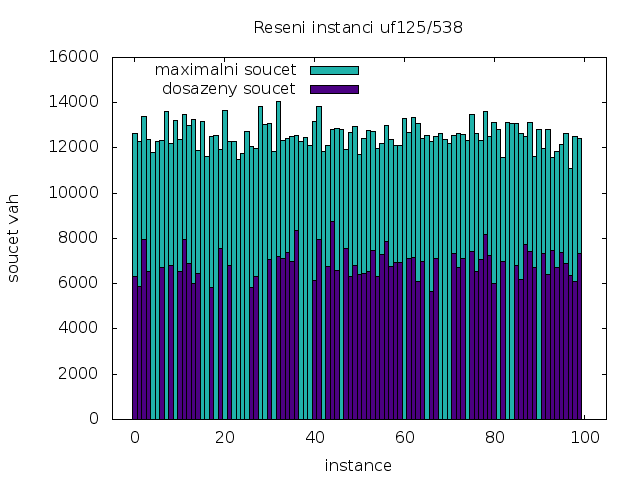 Reseni instanci uf125/538
16000
14000
12000
10000
8000
6000
4000
2000
0
soucet vah
maximalni soucet
dosazeny soucet
0 20 40 60 80 100
instance